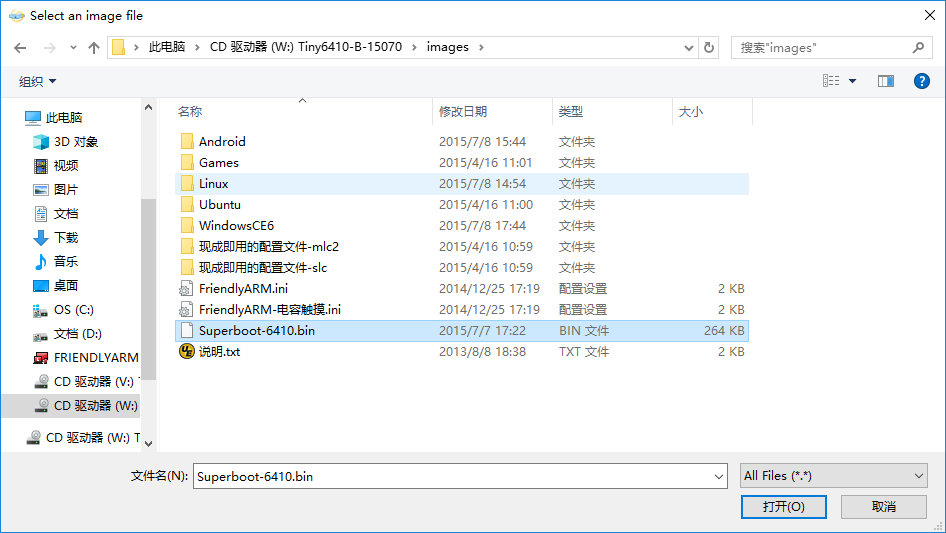 Select an image file
此电脑 › CD 驱动器 (W:) Tiny6410-B-15070 › images ›
搜索"images"
组织
此电脑
3D 对象
视频
图片
文档
下载
音乐
桌面
OS (C:)
文档 (D:)
FRIENDLYARM
CD 驱动器 (V:)
CD 驱动器 (W:)
CD 驱动器 (W:) T
名称 修改日期 类型 大小
Android 2015/7/8 15:44 文件夹
Games 2015/4/16 11:01 文件夹
Linux 2015/7/8 14:54 文件夹
Ubuntu 2015/4/16 11:00 文件夹
WindowsCE6 2015/7/8 17:44 文件夹
现成即用的配置文件-mlc2 2015/4/16 10:59 文件夹
现成即用的配置文件-slc 2015/4/16 10:59 文件夹
FriendlyARM.ini 2014/12/25 17:19 配置设置 2 KB
FriendlyARM-电容触摸.ini 2014/12/25 17:19 配置设置 2 KB
Superboot-6410.bin 2015/7/7 17:22 BIN 文件 264 KB
说明.txt 2013/8/8 18:38 TXT 文件 2 KB
文件名(N): Superboot-6410.bin
All Files (*.*)
打开(O) 取消